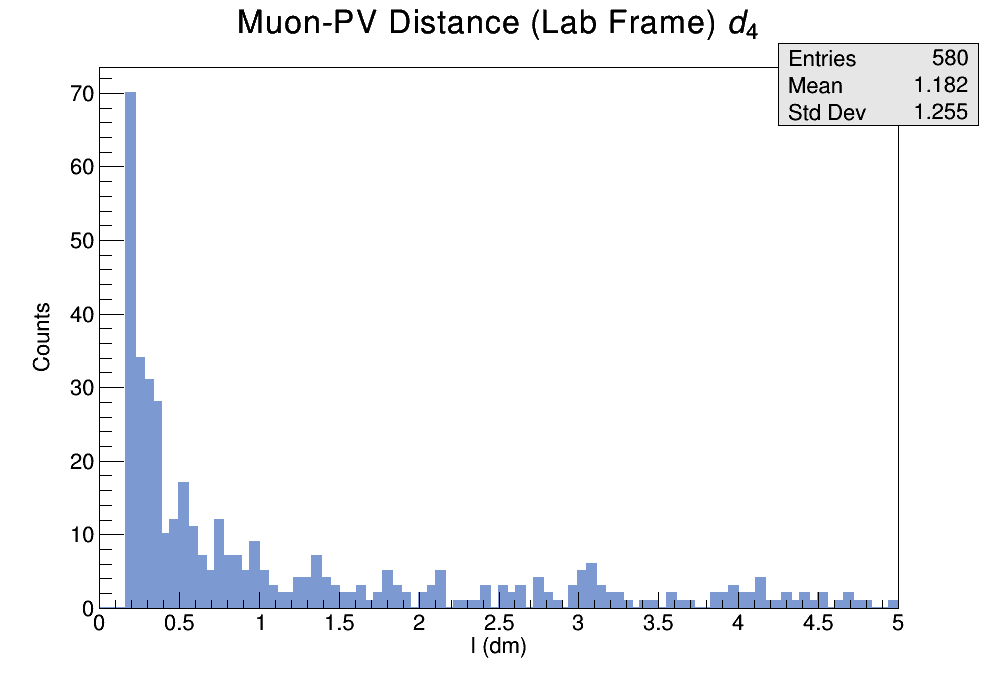 Muon-PV Distance (Lab Frame) d₄
Entries 580
Mean 1.182
Std Dev 1.255
70
60
50
40
30
20
10
0
Counts
0 0.5 1 1.5 2 2.5 3 3.5 4 4.5 5
l (dm)